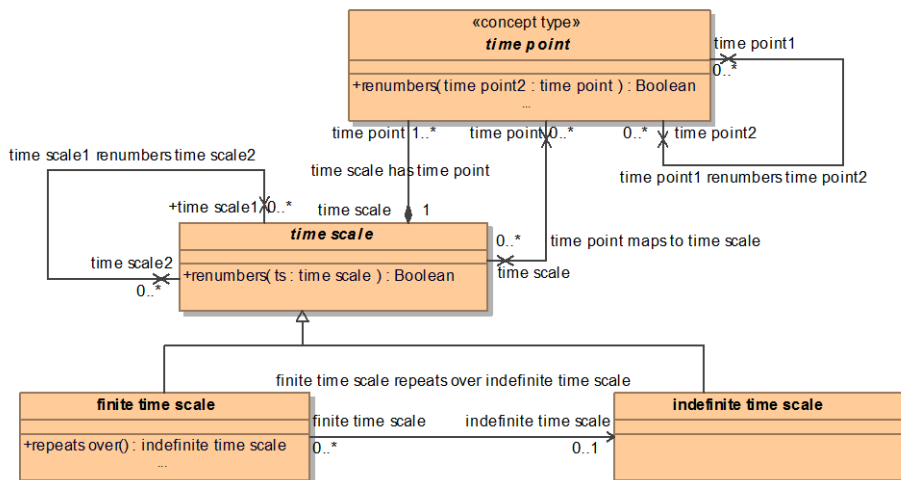 «concept type»
time point
time point1
0..*
+renumbers( time point2 : time point ) : Boolean
...
time point 1..*
time point 0..*
0..* time point2
time scale1 renumbers time scale2
time scale has time point
time point1 renumbers time point2
+time scale1 0..*
time scale 1
time scale
0..*
time point maps to time scale
time scale2
+renumbers( ts : time scale ) : Boolean
time scale
0..*
finite time scale repeats over indefinite time scale
finite time scale
indefinite time scale
finite time scale
indefinite time scale
+repeats over() : indefinite time scale
0..*
0..1
...